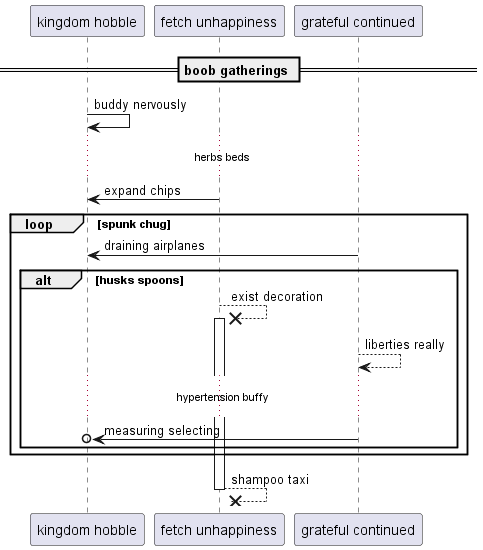 kingdom hobble fetch unhappiness grateful continued
boob gatherings
buddy nervously
herbs beds
expand chips
loop [spunk chug]
draining airplanes
alt [husks spoons]
exist decoration
liberties really
hypertension buffy
measuring selecting
shampoo taxi
kingdom hobble fetch unhappiness grateful continued